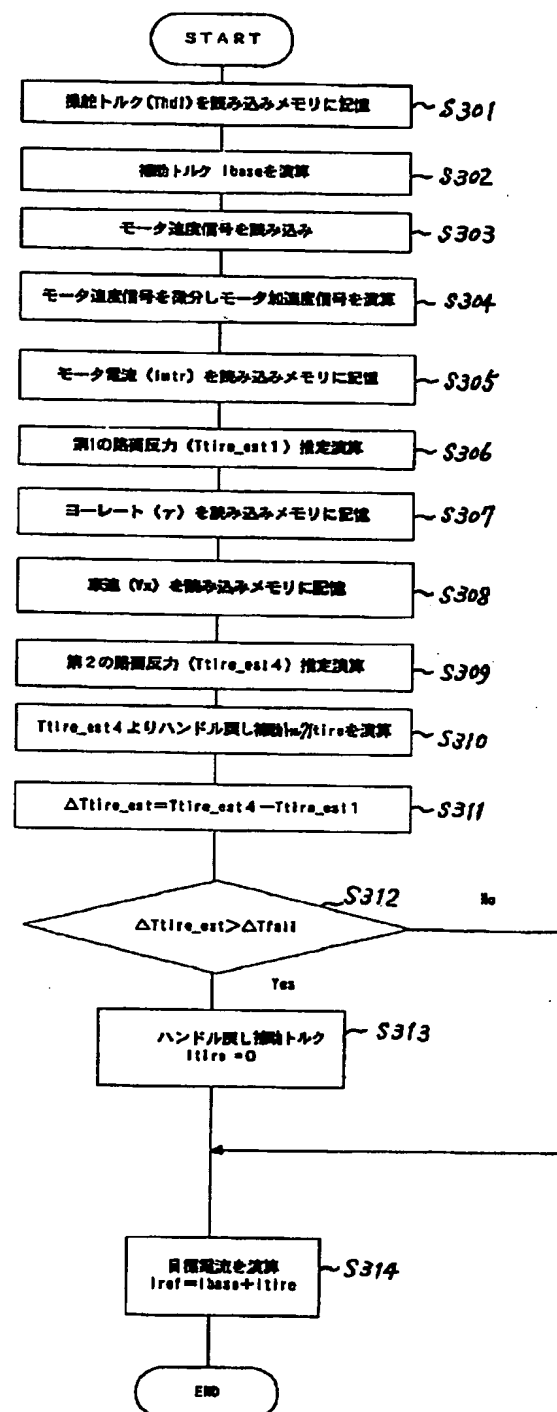 START
操舵トルク(Thdl)を読み込みメモリに記憶
S301
補助トルク Ibaseを演算
S302
モータ速度信号を読み込み
S303
モータ速度信号を微分しモータ加速度信号を演算
S304
モータ電流 (Imtr) を読み込みメモリに記憶
S305
第1の路面反力 (Ttire_est1) 推定演算
S306
ヨーレート (γ) を読み込みメモリに記憶
S307
車速 (Vx) を読み込みメモリに記憶
S308
第2の路面反力 (Ttire_est4) 推定演算
S309
Ttire_est4よりハンドル戻し補助トルクItireを演算
S310
△Ttire_est=Ttire_est4−Ttire_est1
S311
S312
No
△Ttire_est>△Tfail
Yes
ハンドル戻し補助トルク
Itire =0
S313
目標電流を演算
Iref=Ibase+Itire
S314
END